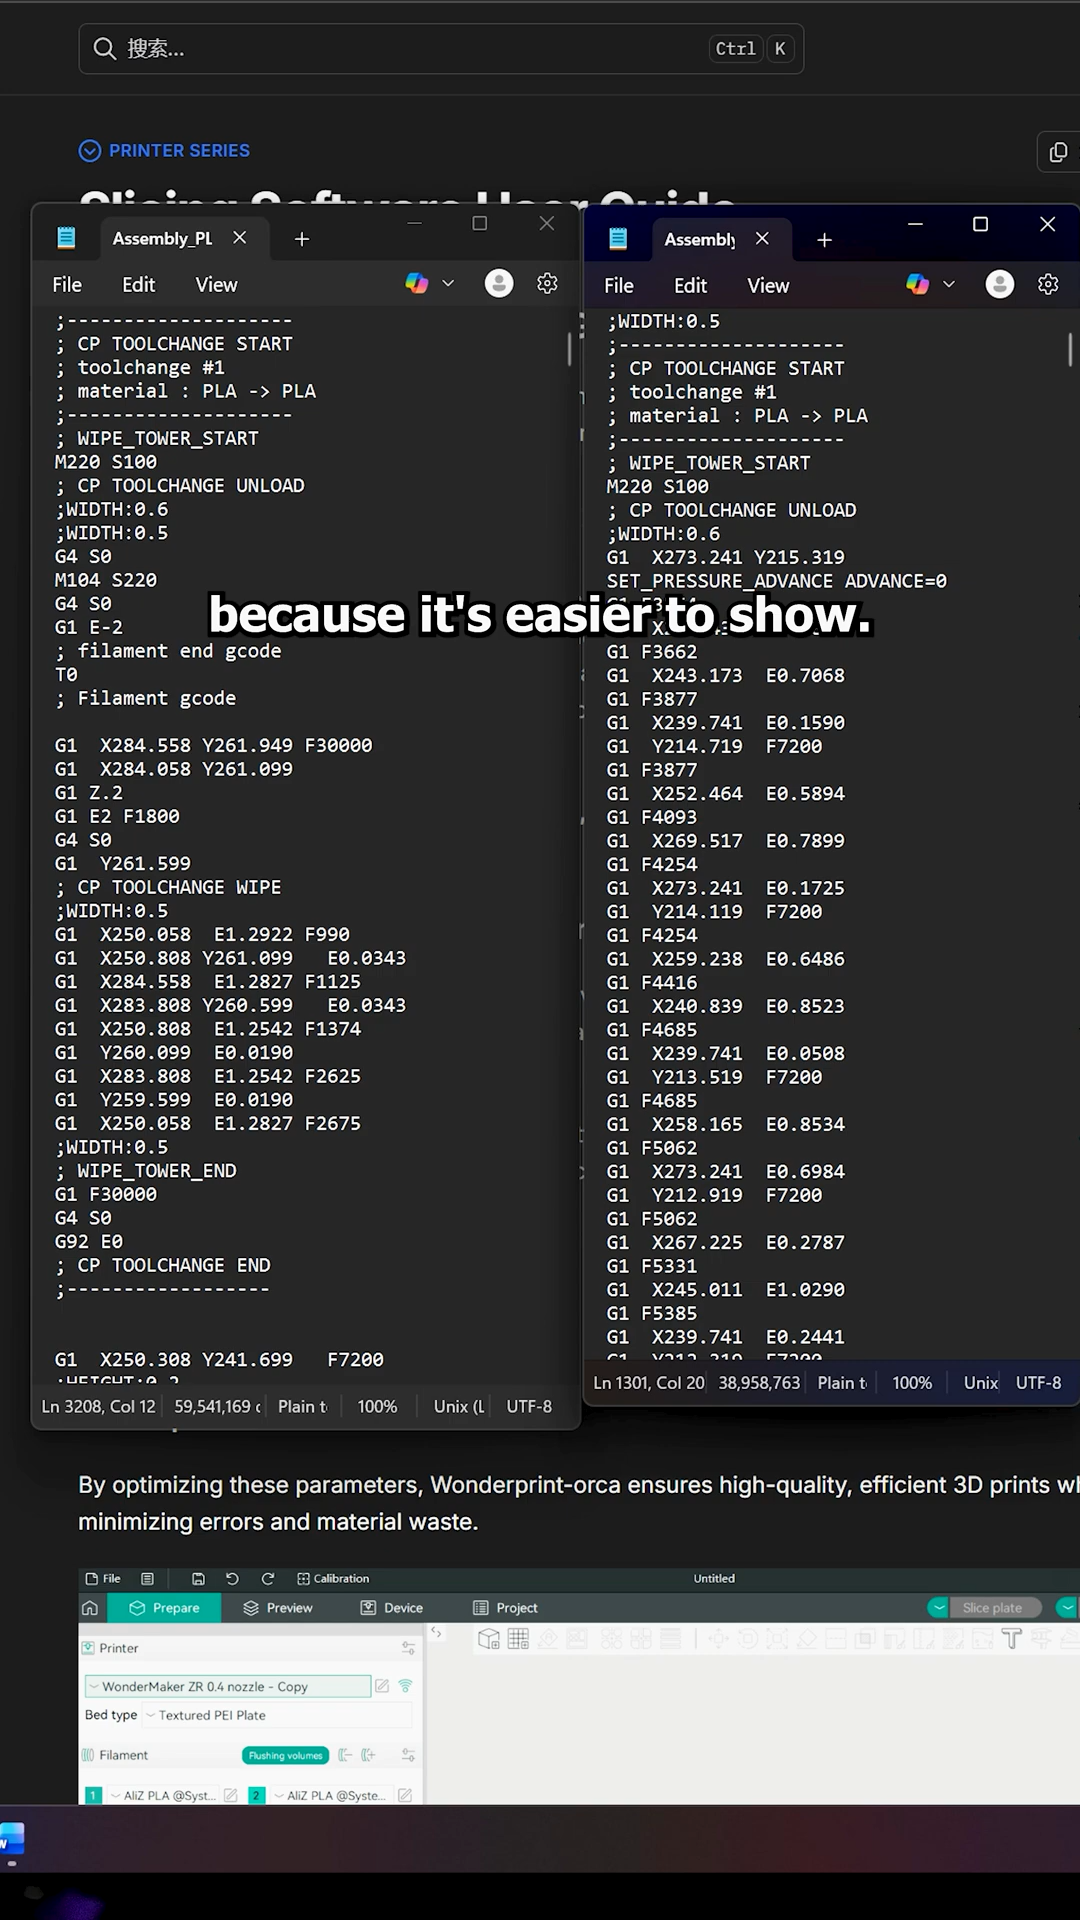 搜索...
Ctrl K
PRINTER SERIES
Slicing Software User Guide
Assembly_PL
File Edit View
;--------------------
; CP TOOLCHANGE START
; toolchange #1
; material : PLA -> PLA
;--------------------
; WIPE_TOWER_START
M220 S100
; CP TOOLCHANGE UNLOAD
;WIDTH:0.6
;WIDTH:0.5
G4 S0
M104 S220
G4 S0
G1 E-2
; filament end gcode
T0
; Filament gcode
G1 X284.558 Y261.949 F30000
G1 X284.058 Y261.099
G1 Z.2
G1 E2 F1800
G4 S0
G1 Y261.599
; CP TOOLCHANGE WIPE
;WIDTH:0.5
G1 X250.058 E1.2922 F990
G1 X250.808 Y261.099 E0.0343
G1 X284.558 E1.2827 F1125
G1 X283.808 Y260.599 E0.0343
G1 X250.808 E1.2542 F1374
G1 Y260.099 E0.0190
G1 X283.808 E1.2542 F2625
G1 Y259.599 E0.0190
G1 X250.058 E1.2827 F2675
;WIDTH:0.5
; WIPE_TOWER_END
G1 F30000
G4 S0
G92 E0
; CP TOOLCHANGE END
;------------------
G1 X250.308 Y241.699 F7200
;HEIGHT:0.2
Ln 3208, Col 12 59,541,169 c Plain t 100% Unix (L UTF-8
Assembly
File Edit View
;WIDTH:0.5
;--------------------
; CP TOOLCHANGE START
; toolchange #1
; material : PLA -> PLA
;--------------------
; WIPE_TOWER_START
M220 S100
; CP TOOLCHANGE UNLOAD
;WIDTH:0.6
G1 X273.241 Y215.319
SET_PRESSURE_ADVANCE ADVANCE=0
because it's easier to show.
G1 F3662
G1 X243.173 E0.7068
G1 F3877
G1 X239.741 E0.1590
G1 Y214.719 F7200
G1 F3877
G1 X252.464 E0.5894
G1 F4093
G1 X269.517 E0.7899
G1 F4254
G1 X273.241 E0.1725
G1 Y214.119 F7200
G1 F4254
G1 X259.238 E0.6486
G1 F4416
G1 X240.839 E0.8523
G1 F4685
G1 X239.741 E0.0508
G1 Y213.519 F7200
G1 F4685
G1 X258.165 E0.8534
G1 F5062
G1 X273.241 E0.6984
G1 Y212.919 F7200
G1 F5062
G1 X267.225 E0.2787
G1 F5331
G1 X245.011 E1.0290
G1 F5385
G1 X239.741 E0.2441
G1 Y212.319 F7200
Ln 1301, Col 20 38,958,763 Plain t 100% Unix UTF-8
By optimizing these parameters, Wonderprint-orca ensures high-quality, efficient 3D prints wh
minimizing errors and material waste.
File Calibration Untitled
Prepare Preview Device Project Slice plate
Printer
WonderMaker ZR 0.4 nozzle - Copy
Bed type Textured PEI Plate
Filament Flushing volumes
1 AliZ PLA @Syst... 2 AliZ PLA @Syste...